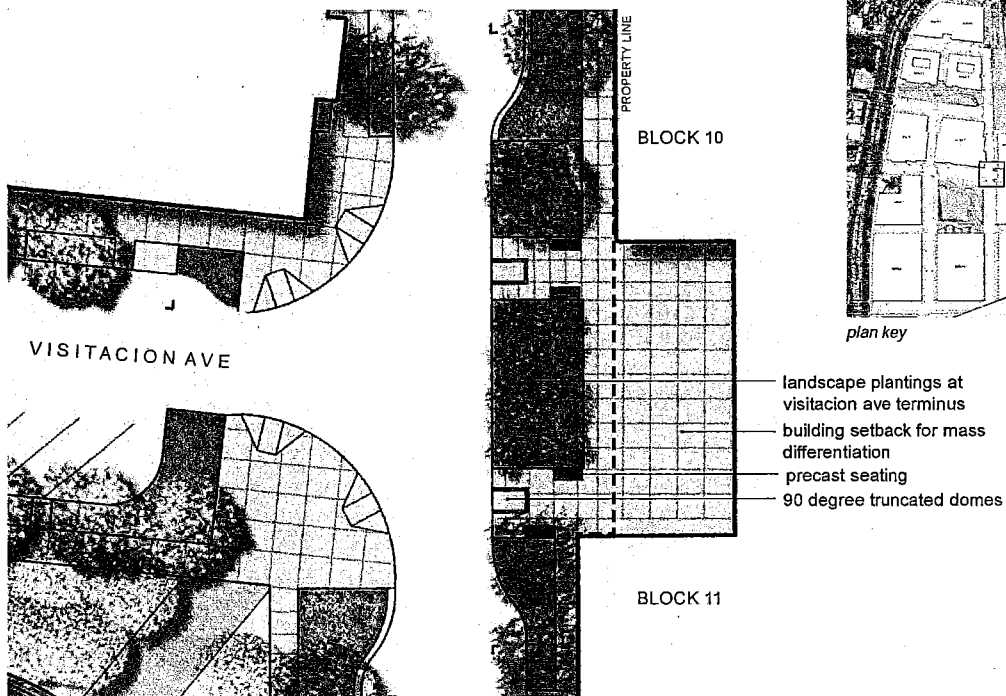 PROPERTY LINE
BLOCK 10
plan key
VISITACION AVE
landscape plantings at
visitacion ave terminus
building setback for mass
differentiation
precast seating
90 degree truncated domes
BLOCK 11